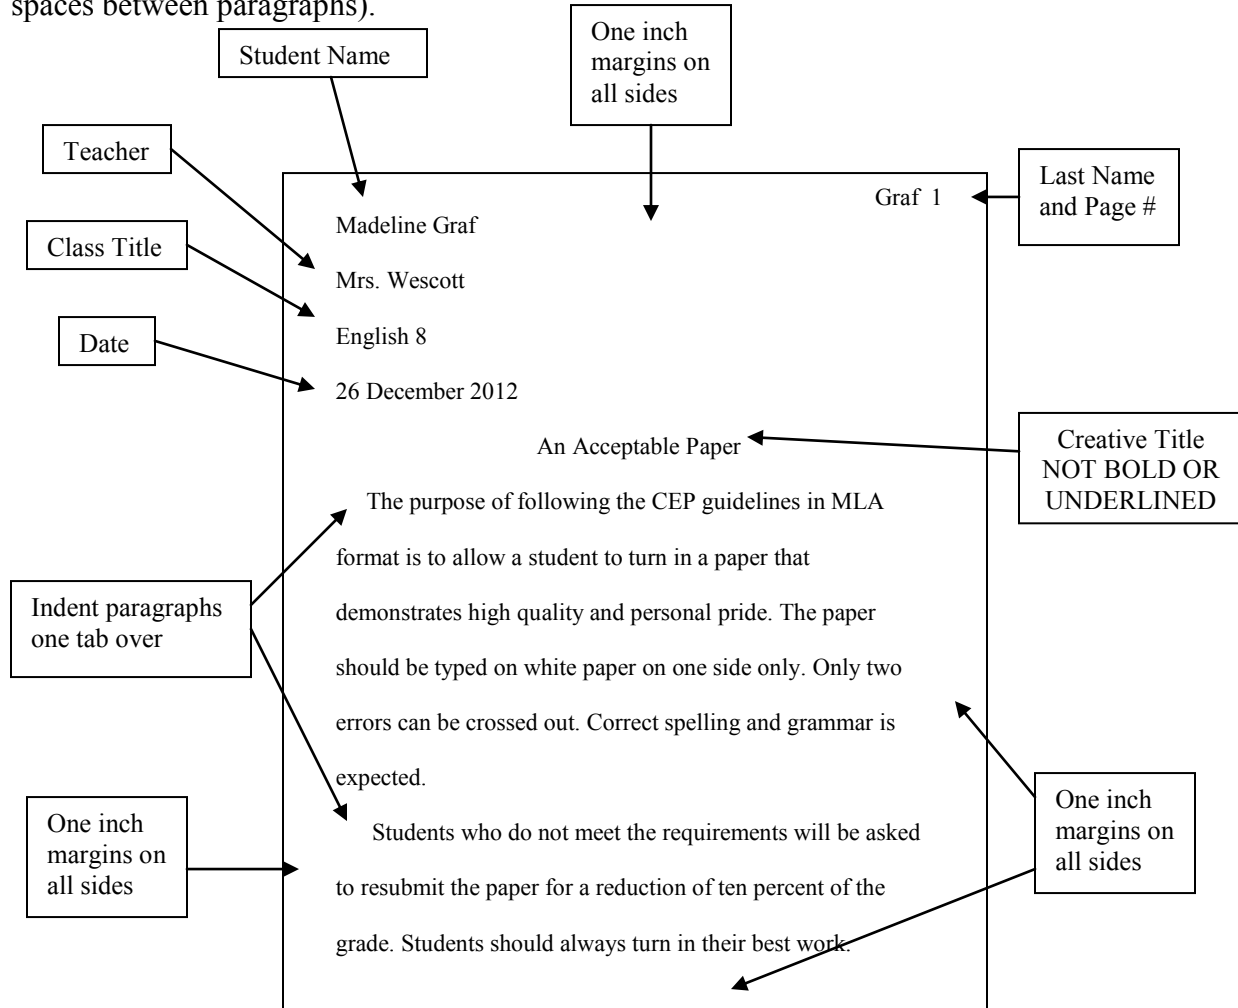 spaces between paragraphs).
Student Name
One inch
margins on
all sides
Teacher
Last Name
and Page #
Class Title
Date
Graf  1
Madeline Graf
Mrs. Wescott
English 8
26 December 2012
An Acceptable Paper
Creative Title
NOT BOLD OR
UNDERLINED
The purpose of following the CEP guidelines in MLA
format is to allow a student to turn in a paper that
demonstrates high quality and personal pride. The paper
should be typed on white paper on one side only. Only two
errors can be crossed out. Correct spelling and grammar is
expected.
Indent paragraphs
one tab over
Students who do not meet the requirements will be asked
to resubmit the paper for a reduction of ten percent of the
grade. Students should always turn in their best work.
One inch
margins on
all sides
One inch
margins on
all sides